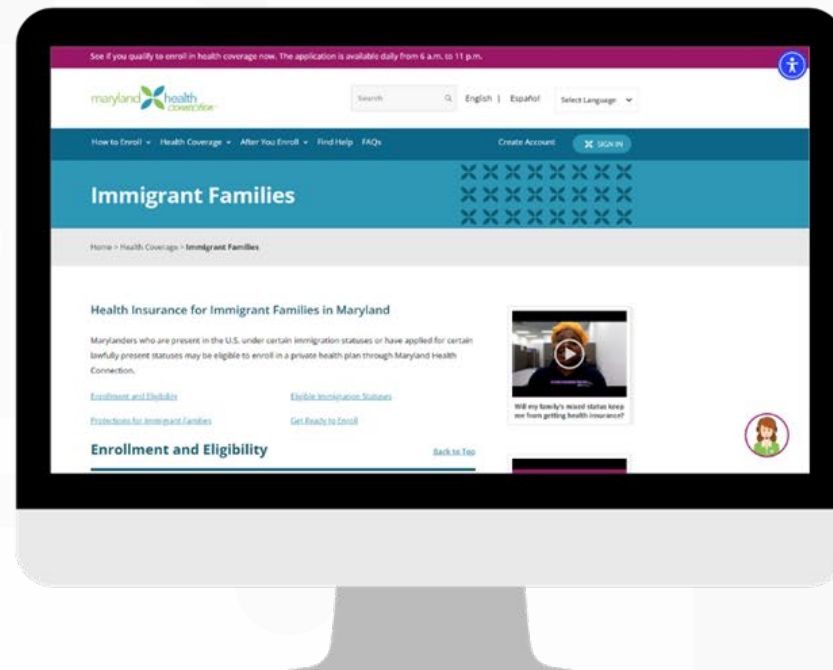 See if you qualify to enroll in health coverage now. The application is available daily from 6 a.m. to 11 p.m.
maryland health connection
Search
English | Español
Select Language
How to Enroll
Health Coverage
After You Enroll
Find Help
FAQs
Create Account
SIGN IN
Immigrant Families
Home > Health Coverage > Immigrant Families
Health Insurance for Immigrant Families in Maryland
Marylanders who are present in the U.S. under certain immigration statuses or have applied for certain
lawfully present statuses may be eligible to enroll in a private health plan through Maryland Health
Connection.
Enrollment and Eligibility
Eligible Immigration Statuses
Protections for Immigrant Families
Get Ready to Enroll
Will my family's mixed status keep
me from getting health insurance?
Enrollment and Eligibility
Back to Top